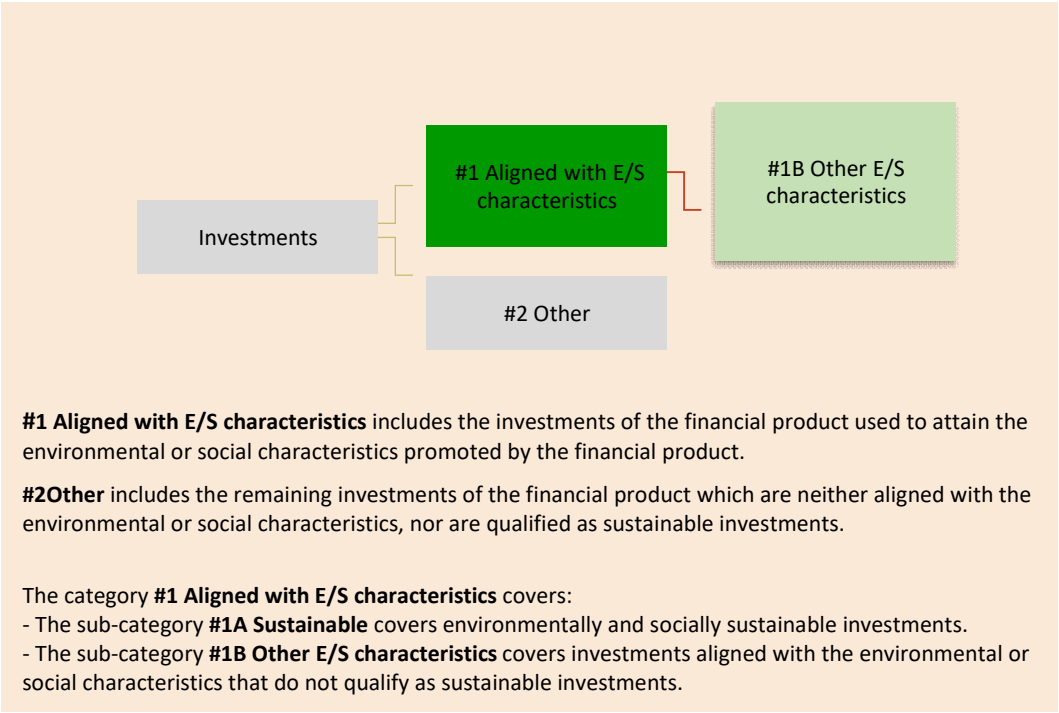 #1 Aligned with E/S
characteristics
#1B Other E/S
characteristics
Investments
#2 Other
#1 Aligned with E/S characteristics includes the investments of the financial product used to attain the
environmental or social characteristics promoted by the financial product.
#2Other includes the remaining investments of the financial product which are neither aligned with the
environmental or social characteristics, nor are qualified as sustainable investments.
The category #1 Aligned with E/S characteristics covers:
- The sub-category #1A Sustainable covers environmentally and socially sustainable investments.
- The sub-category #1B Other E/S characteristics covers investments aligned with the environmental or
social characteristics that do not qualify as sustainable investments.